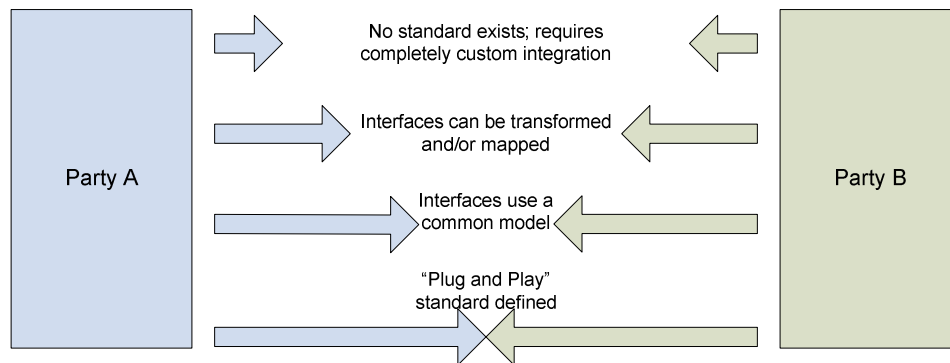 No standard exists; requires
completely custom integration
Interfaces can be transformed
and/or mapped
Party A
Party B
Interfaces use a
common model
“Plug and Play”
standard defined